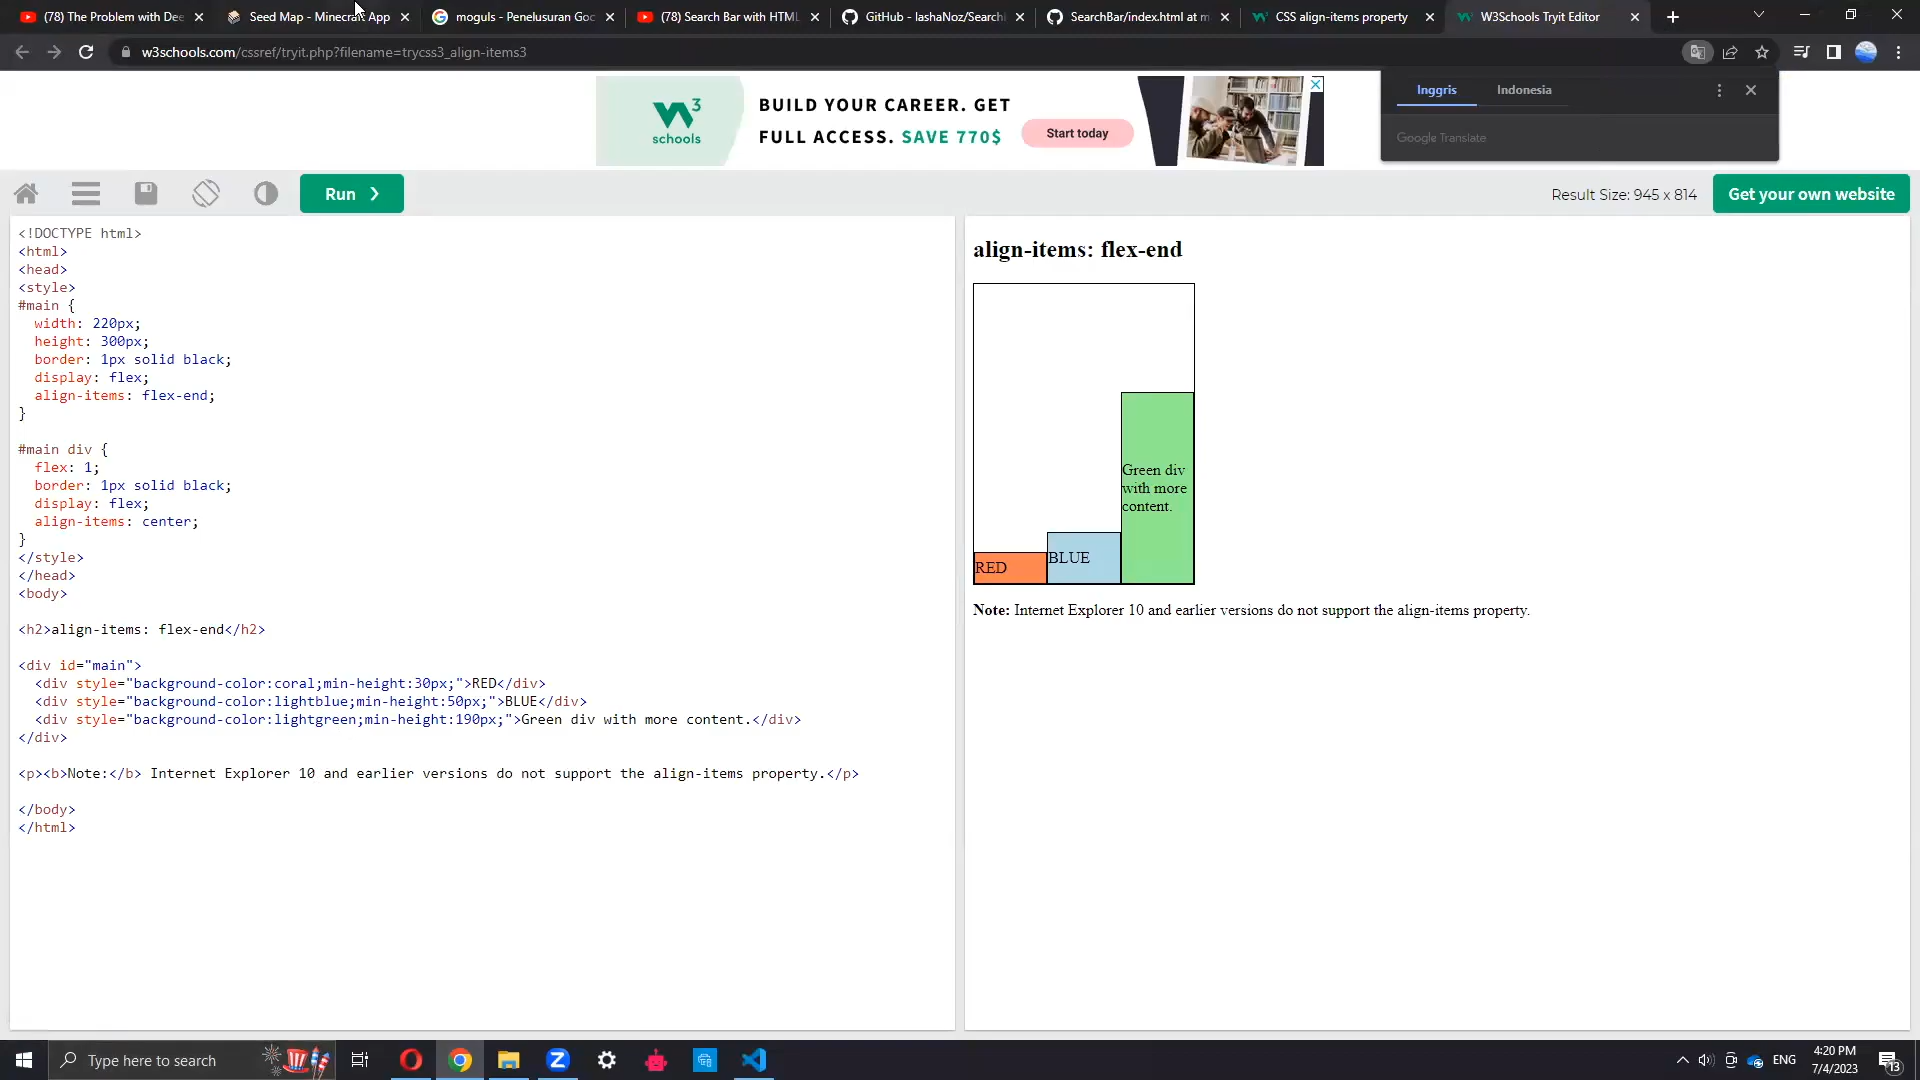 (78) The Problem with Dee
Seed Map - Minecraft App
moguls - Penelusuran Goo
(78) Search Bar with HTML
GitHub - lashaNoz/Search
SearchBar/index.html at m
CSS align-items property
W3Schools Tryit Editor
w3schools.com/cssref/tryit.php?filename=trycss3_align-items3
W3
schools
BUILD YOUR CAREER. GET
FULL ACCESS. SAVE 770$
Start today
Inggris
Indonesia
Google Translate
Run ❯
Result Size: 945 x 814
Get your own website
<!DOCTYPE html>
<html>
<head>
<style>
#main {
  width: 220px;
  height: 300px;
  border: 1px solid black;
  display: flex;
  align-items: flex-end;
}
#main div {
  flex: 1;
  border: 1px solid black;
  display: flex;
  align-items: center;
}
</style>
</head>
<body>
<h2>align-items: flex-end</h2>
<div id="main">
  <div style="background-color:coral;min-height:30px;">RED</div>
  <div style="background-color:lightblue;min-height:50px;">BLUE</div>
  <div style="background-color:lightgreen;min-height:190px;">Green div with more content.</div>
</div>
<p><b>Note:</b> Internet Explorer 10 and earlier versions do not support the align-items property.</p>
</body>
</html>
align-items: flex-end
Green div
with more
content.
BLUE
RED
Note: Internet Explorer 10 and earlier versions do not support the align-items property.
Type here to search
ENG
4:20 PM
7/4/2023
13